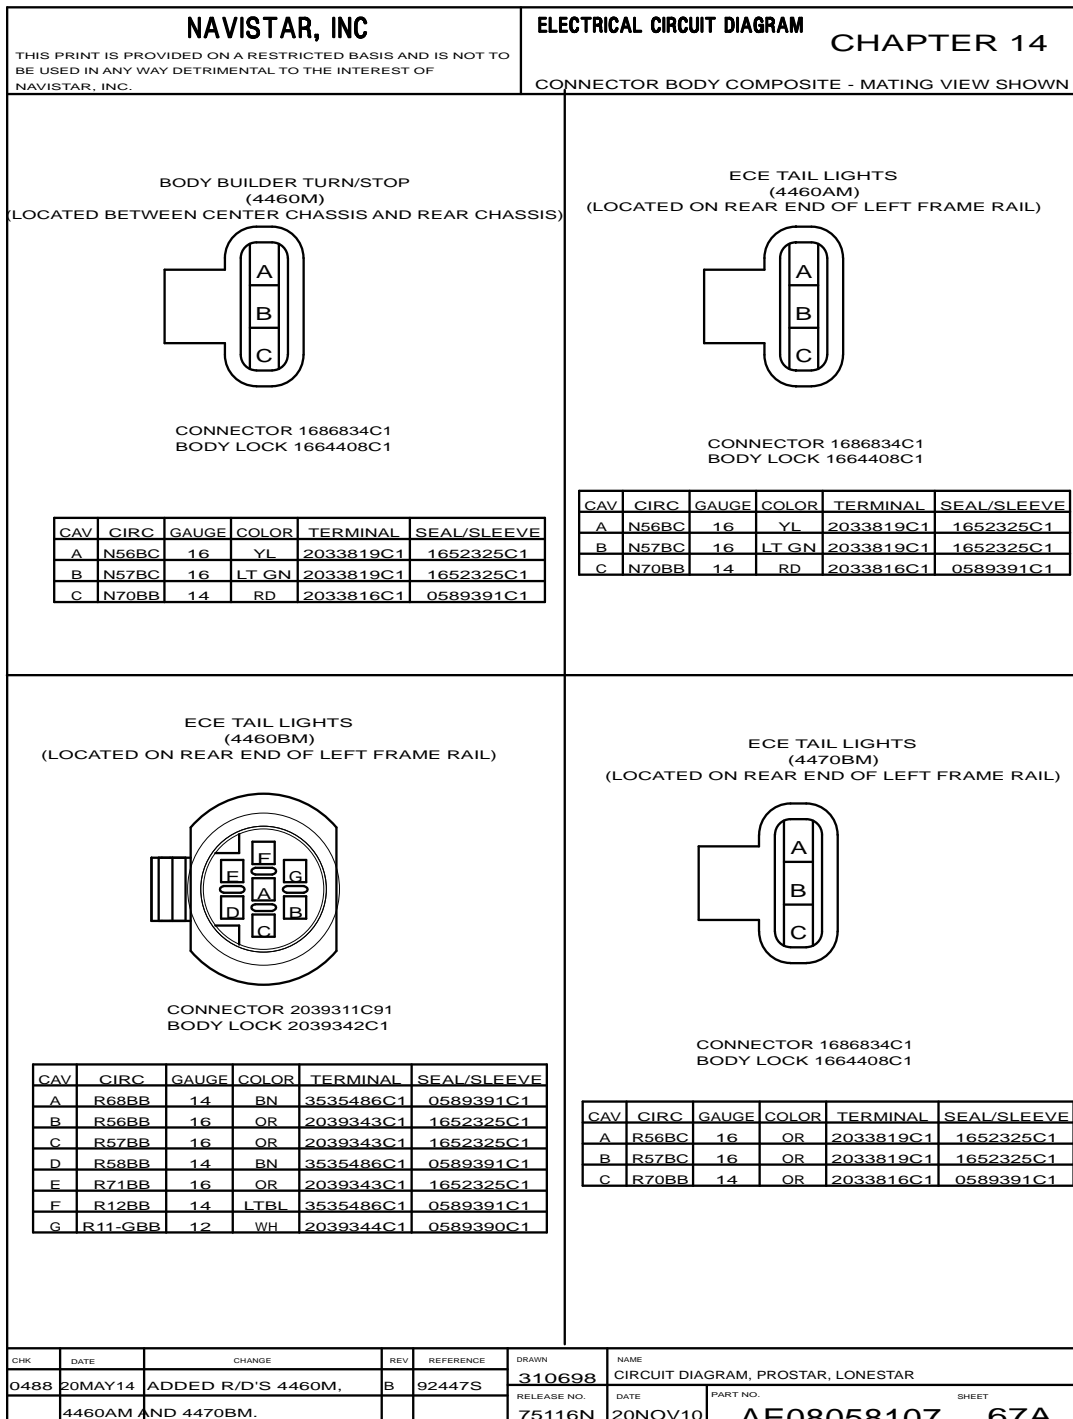 NAVISTAR, INC
THIS PRINT IS PROVIDED ON A RESTRICTED BASIS AND IS NOT TO
BE USED IN ANY WAY DETRIMENTAL TO THE INTEREST OF
NAVISTAR, INC.
ELECTRICAL CIRCUIT DIAGRAM
CHAPTER 14
CONNECTOR BODY COMPOSITE - MATING VIEW SHOWN
BODY BUILDER TURN/STOP
(4460M)
(LOCATED BETWEEN CENTER CHASSIS AND REAR CHASSIS)
A
B
C
CONNECTOR 1686834C1
BODY LOCK 1664408C1
CAV CIRC GAUGE COLOR TERMINAL SEAL/SLEEVE
A N56BC 16 YL 2033819C1 1652325C1
B N57BC 16 LT GN 2033819C1 1652325C1
C N70BB 14 RD 2033816C1 0589391C1
ECE TAIL LIGHTS
(4460AM)
(LOCATED ON REAR END OF LEFT FRAME RAIL)
A
B
C
CONNECTOR 1686834C1
BODY LOCK 1664408C1
CAV CIRC GAUGE COLOR TERMINAL SEAL/SLEEVE
A N56BC 16 YL 2033819C1 1652325C1
B N57BC 16 LT GN 2033819C1 1652325C1
C N70BB 14 RD 2033816C1 0589391C1
ECE TAIL LIGHTS
(4460BM)
(LOCATED ON REAR END OF LEFT FRAME RAIL)
F
E G
A
D B
C
CONNECTOR 2039311C91
BODY LOCK 2039342C1
CAV CIRC GAUGE COLOR TERMINAL SEAL/SLEEVE
A R68BB 14 BN 3535486C1 0589391C1
B R56BB 16 OR 2039343C1 1652325C1
C R57BB 16 OR 2039343C1 1652325C1
D R58BB 14 BN 3535486C1 0589391C1
E R71BB 16 OR 2039343C1 1652325C1
F R12BB 14 LTBL 3535486C1 0589391C1
G R11-GBB 12 WH 2039344C1 0589390C1
ECE TAIL LIGHTS
(4470BM)
(LOCATED ON REAR END OF LEFT FRAME RAIL)
A
B
C
CONNECTOR 1686834C1
BODY LOCK 1664408C1
CAV CIRC GAUGE COLOR TERMINAL SEAL/SLEEVE
A R56BC 16 OR 2033819C1 1652325C1
B R57BC 16 OR 2033819C1 1652325C1
C R70BB 14 OR 2033816C1 0589391C1
CHK DATE CHANGE REV REFERENCE
0488 20MAY14 ADDED R/D'S 4460M, B 92447S
4460AM AND 4470BM.
DRAWN NAME
310698 CIRCUIT DIAGRAM, PROSTAR, LONESTAR
RELEASE NO. DATE PART NO. SHEET
75116N 20NOV10 AE08058107 67A